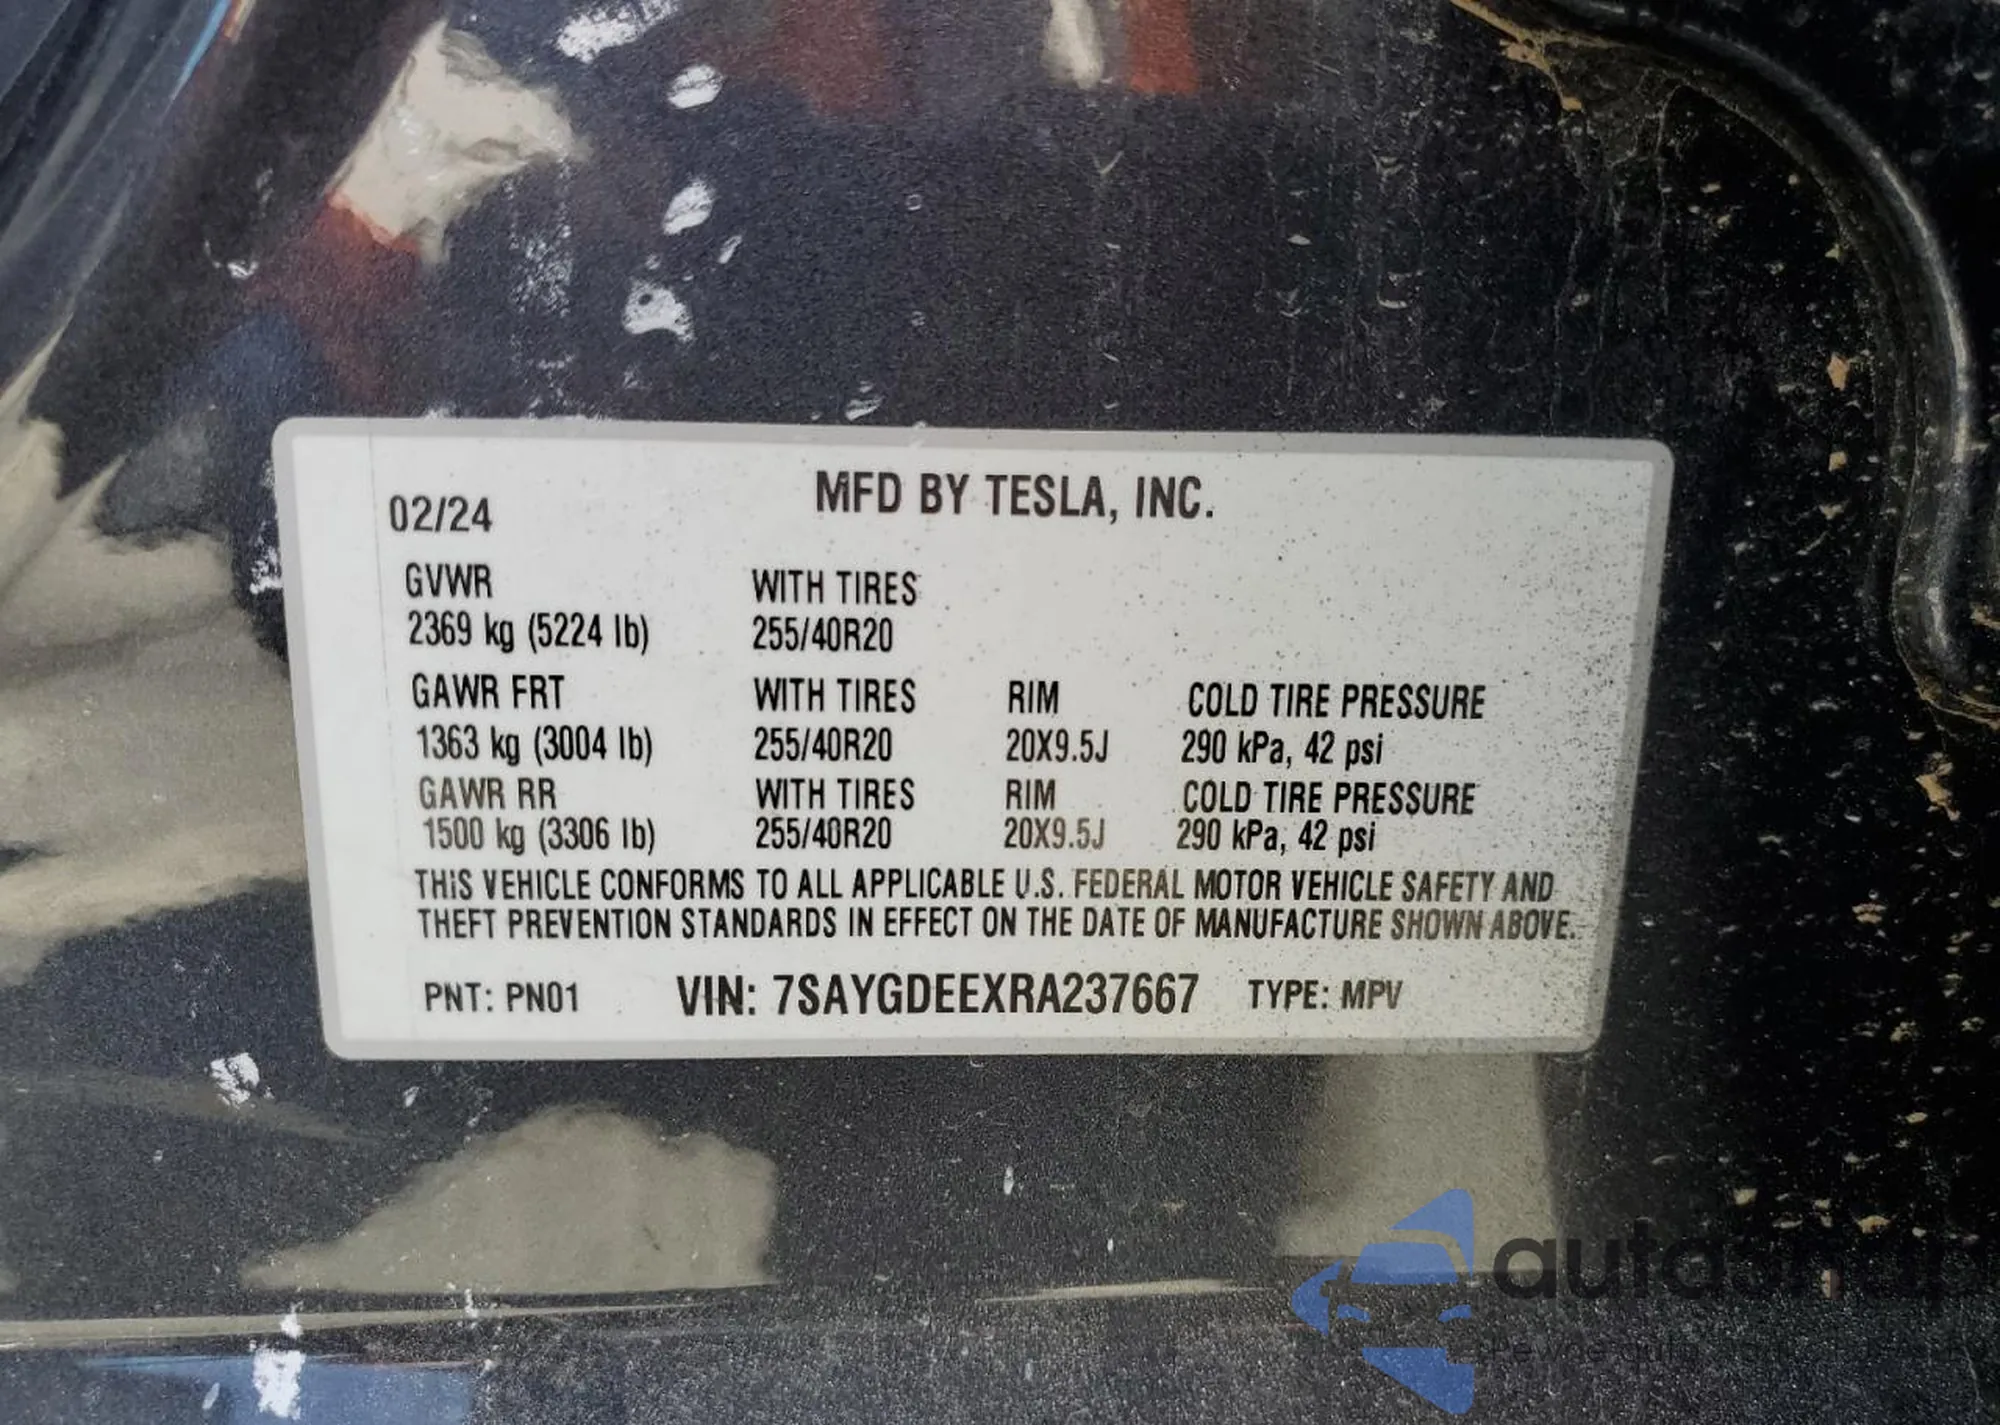 MFD BY TESLA, INC.
02/24
GVWR WITH TIRES
2369 kg (5224 lb) 255/40R20
GAWR FRT WITH TIRES RIM COLD TIRE PRESSURE
1363 kg (3004 lb) 255/40R20 20X9.5J 290 kPa, 42 psi
GAWR RR WITH TIRES RIM COLD TIRE PRESSURE
1500 kg (3306 lb) 255/40R20 20X9.5J 290 kPa, 42 psi
THIS VEHICLE CONFORMS TO ALL APPLICABLE U.S. FEDERAL MOTOR VEHICLE SAFETY AND
THEFT PREVENTION STANDARDS IN EFFECT ON THE DATE OF MANUFACTURE SHOWN ABOVE.
PNT: PN01 VIN: 7SAYGDEEXRA237667 TYPE: MPV
autosnap